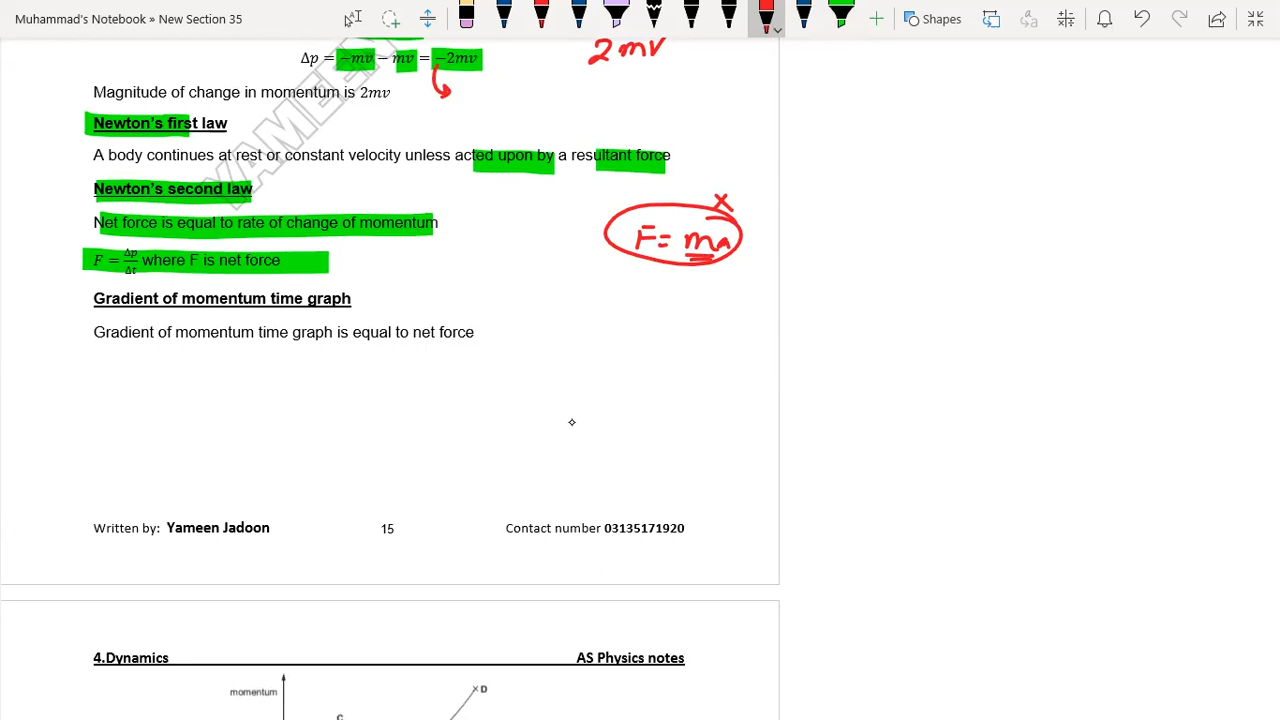 Muhammad's Notebook » New Section 35
Shapes
2mv
Δp = −mv − mv = −2mv
Magnitude of change in momentum is 2mv
YAMEEN
Newton's first law
A body continues at rest or constant velocity unless acted upon by a resultant force
Newton's second law
Net force is equal to rate of change of momentum
x
F = ma
F = Δp/Δt where F is net force
Gradient of momentum time graph
Gradient of momentum time graph is equal to net force
Written by: Yameen Jadoon 15 Contact number 03135171920
4.Dynamics AS Physics notes
momentum
D
C